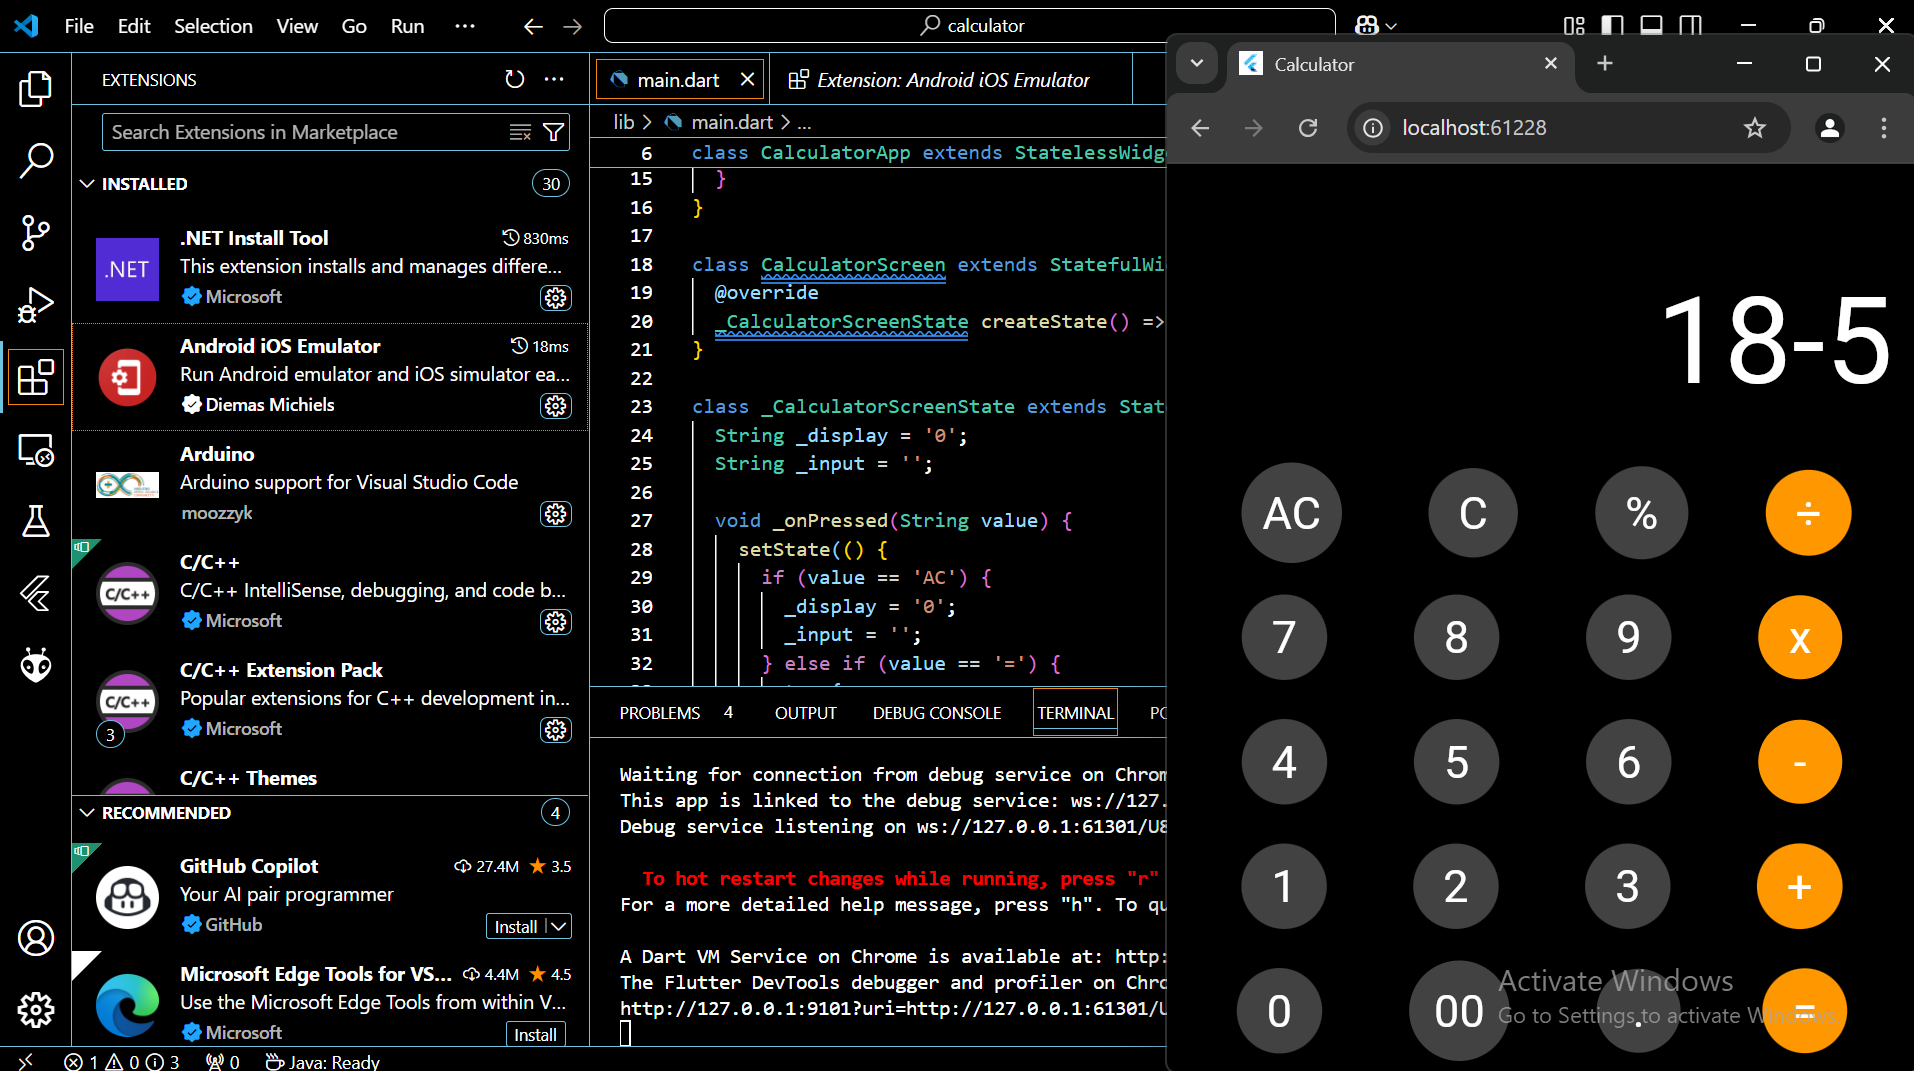 File Edit Selection View Go Run ···
calculator
EXTENSIONS
Search Extensions in Marketplace
INSTALLED 30
.NET
.NET Install Tool 830ms
This extension installs and manages differe...
Microsoft
Android iOS Emulator 18ms
Run Android emulator and iOS simulator ea...
Diemas Michiels
Arduino
Arduino support for Visual Studio Code
moozzyk
C/C++
C/C++
C/C++ IntelliSense, debugging, and code b...
Microsoft
C/C++
3
C/C++ Extension Pack
Popular extensions for C++ development in...
Microsoft
C/C++ Themes
RECOMMENDED 4
GitHub Copilot 27.4M ★ 3.5
Your AI pair programmer
GitHub
Install
Microsoft Edge Tools for VS... 4.4M ★ 4.5
Use the Microsoft Edge Tools from within V...
Microsoft
Install
1 0 3 0 Java: Ready
main.dart
Extension: Android iOS Emulator
lib > main.dart > ...
6 class CalculatorApp extends StatelessWidg
15 }
16 }
17
18 class CalculatorScreen extends StatefulWi
19 @override
20 _CalculatorScreenState createState() =>
21 }
22
23 class _CalculatorScreenState extends Stat
24 String _display = '0';
25 String _input = '';
26
27 void _onPressed(String value) {
28 setState(() {
29 if (value == 'AC') {
30 _display = '0';
31 _input = '';
32 } else if (value == '=') {
PROBLEMS 4 OUTPUT DEBUG CONSOLE TERMINAL PO
Waiting for connection from debug service on Chrom
This app is linked to the debug service: ws://127.
Debug service listening on ws://127.0.0.1:61301/U8
To hot restart changes while running, press "r"
For a more detailed help message, press "h". To qu
A Dart VM Service on Chrome is available at: http:
The Flutter DevTools debugger and profiler on Chro
http://127.0.0.1:9101?uri=http://127.0.0.1:61301/U
Calculator
localhost:61228
18-5
AC C % ÷
7 8 9 x
4 5 6 -
1 2 3 +
0 00 . =
Activate Windows
Go to Settings to activate Windows.